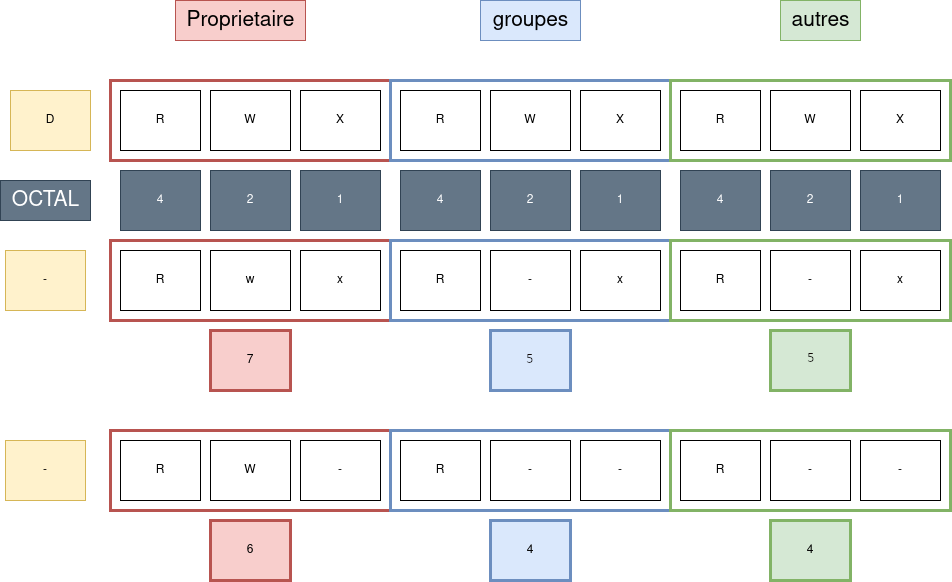 Proprietaire groupes autres
D R W X R W X R W X
OCTAL 4 2 1 4 2 1 4 2 1
- R w x R - x R - x
7 5 5
- R W - R - - R - -
6 4 4